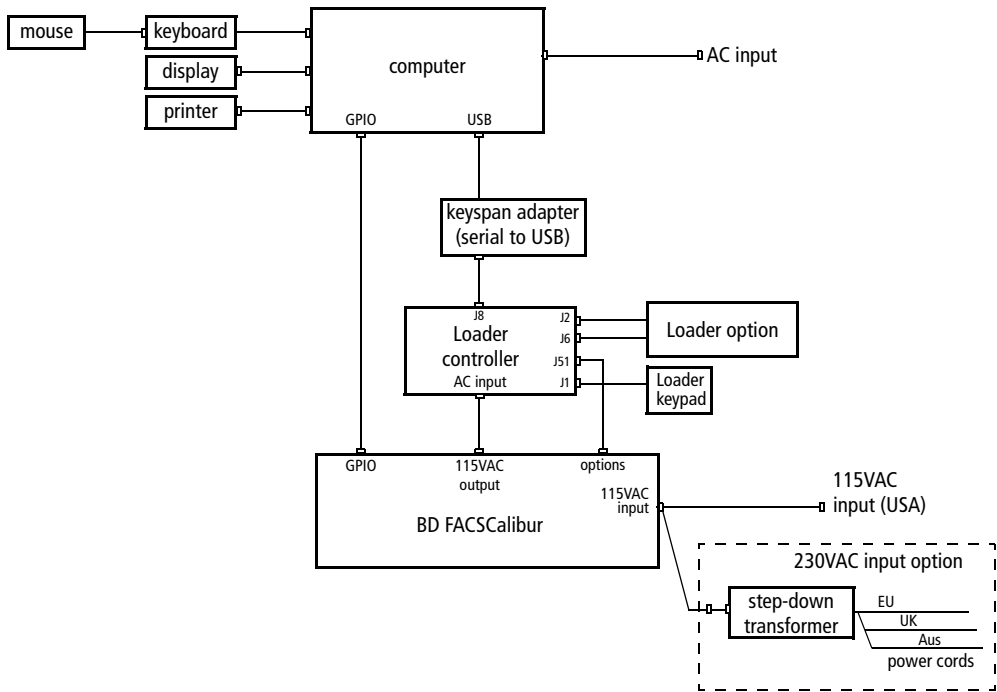 mouse
keyboard
display
printer
computer
GPIO
USB
AC input
keyspan adapter
(serial to USB)
J8
Loader
controller
AC input
J2
J6
J51
J1
Loader option
Loader
keypad
GPIO
115VAC
output
options
115VAC
input
BD FACSCalibur
115VAC
input (USA)
230VAC input option
step-down
transformer
EU
UK
Aus
power cords